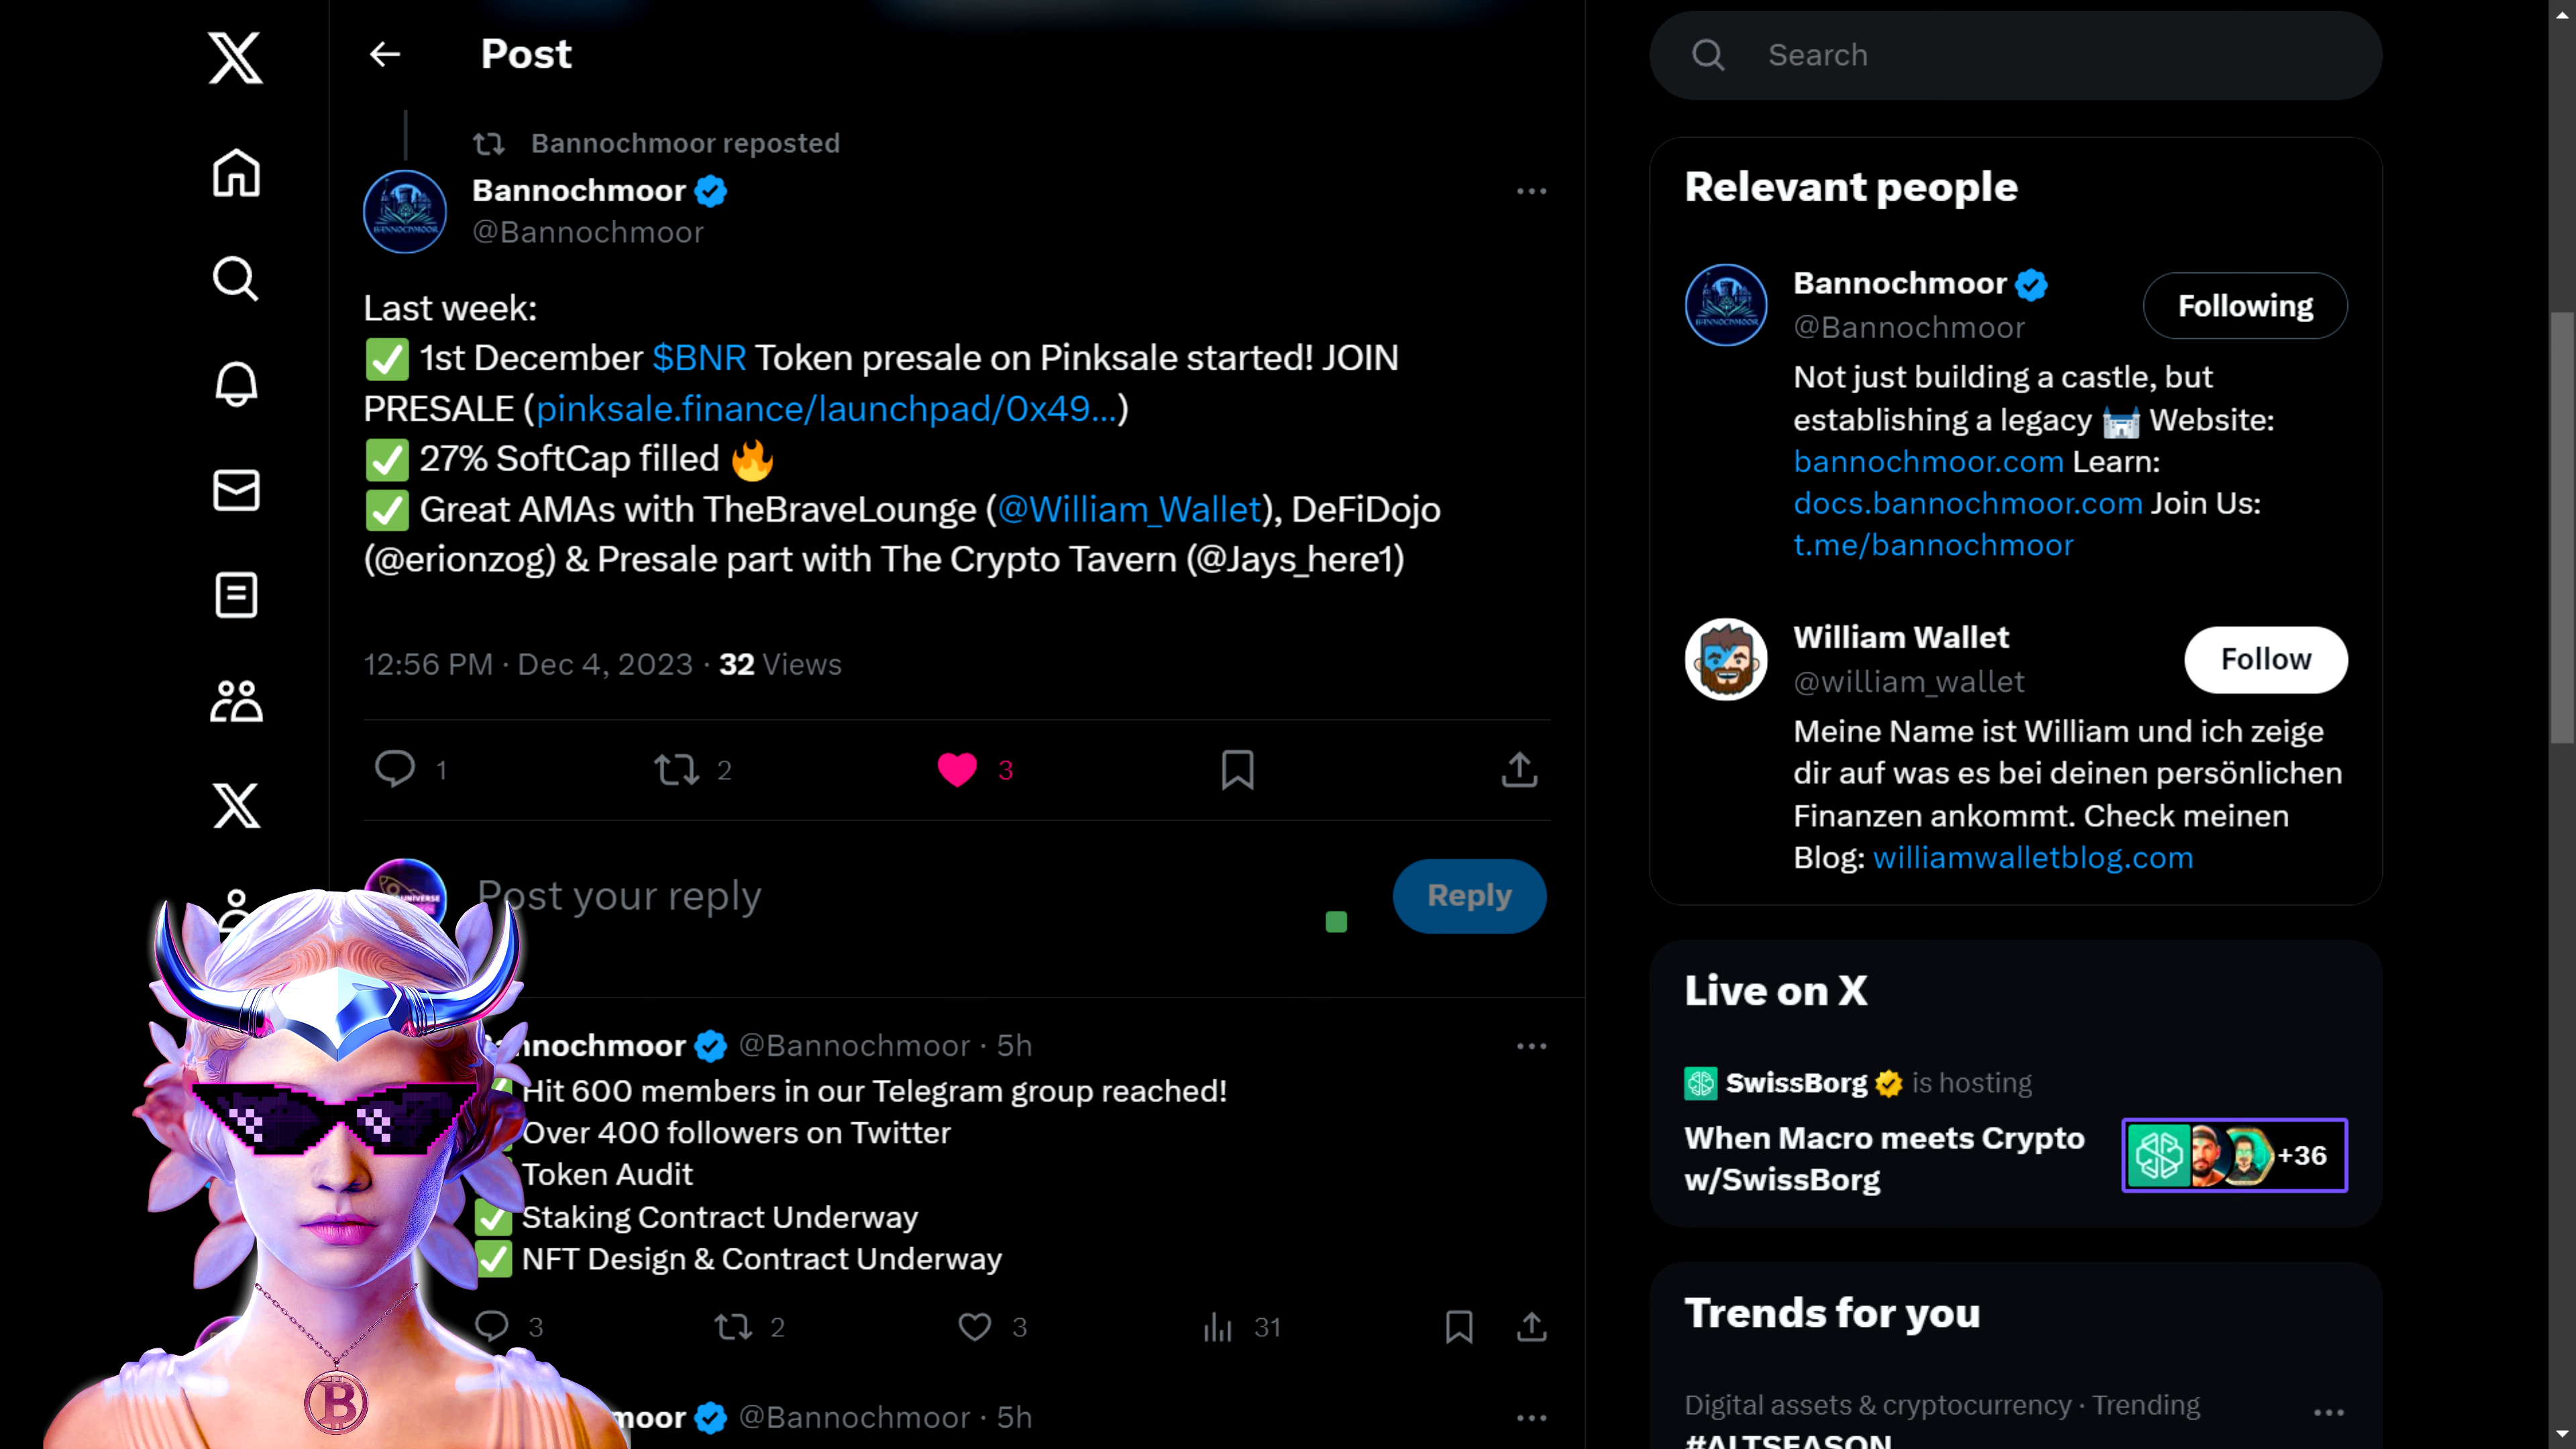 Post
Search
Bannochmoor reposted
Bannochmoor
@Bannochmoor
Last week:
✅ 1st December $BNR Token presale on Pinksale started! JOIN
PRESALE (pinksale.finance/launchpad/0x49...)
✅ 27% SoftCap filled 🔥
✅ Great AMAs with TheBraveLounge (@William_Wallet), DeFiDojo
(@erionzog) & Presale part with The Crypto Tavern (@Jays_here1)
12:56 PM · Dec 4, 2023 · 32 Views
1
2
3
Post your reply
Reply
@Bannochmoor · 5h
Hit 600 members in our Telegram group reached!
Over 400 followers on Twitter
Token Audit
✅ Staking Contract Underway
✅ NFT Design & Contract Underway
3
2
3
31
@Bannochmoor · 5h
Relevant people
Bannochmoor
Following
@Bannochmoor
Not just building a castle, but
establishing a legacy 🏰 Website:
bannochmoor.com Learn:
docs.bannochmoor.com Join Us:
t.me/bannochmoor
William Wallet
Follow
@william_wallet
Meine Name ist William und ich zeige
dir auf was es bei deinen persönlichen
Finanzen ankommt. Check meinen
Blog: williamwalletblog.com
Live on X
SwissBorg is hosting
When Macro meets Crypto
w/SwissBorg
+36
Trends for you
Digital assets & cryptocurrency · Trending
#ALTSEASON